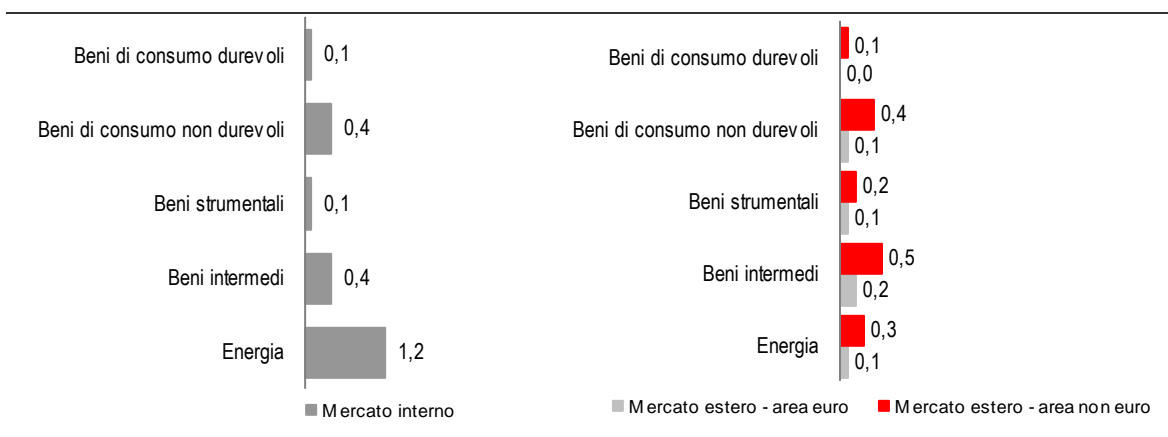 Beni di consumo durevoli 0,1
Beni di consumo non durevoli 0,4
Beni strumentali 0,1
Beni intermedi 0,4
Energia 1,2
Mercato interno
Beni di consumo durevoli 0,1
0,0
Beni di consumo non durevoli 0,4
0,1
Beni strumentali 0,2
0,1
Beni intermedi 0,5
0,2
Energia 0,3
0,1
Mercato estero - area euro Mercato estero - area non euro